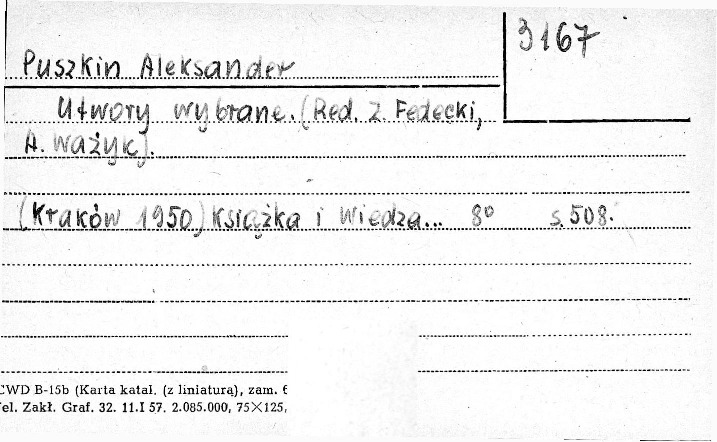 3167
Puszkin Aleksander
Utwory wybrane. (Red. Z. Fedecki,
A. Ważyk).
(Kraków 1950) Książka i Wiedza... 8° s. 508.
CWD B-15b (Karta katal. (z liniaturą), zam. 6
Tel. Zakł. Graf. 32. 11.I 57. 2.085.000, 75×125,